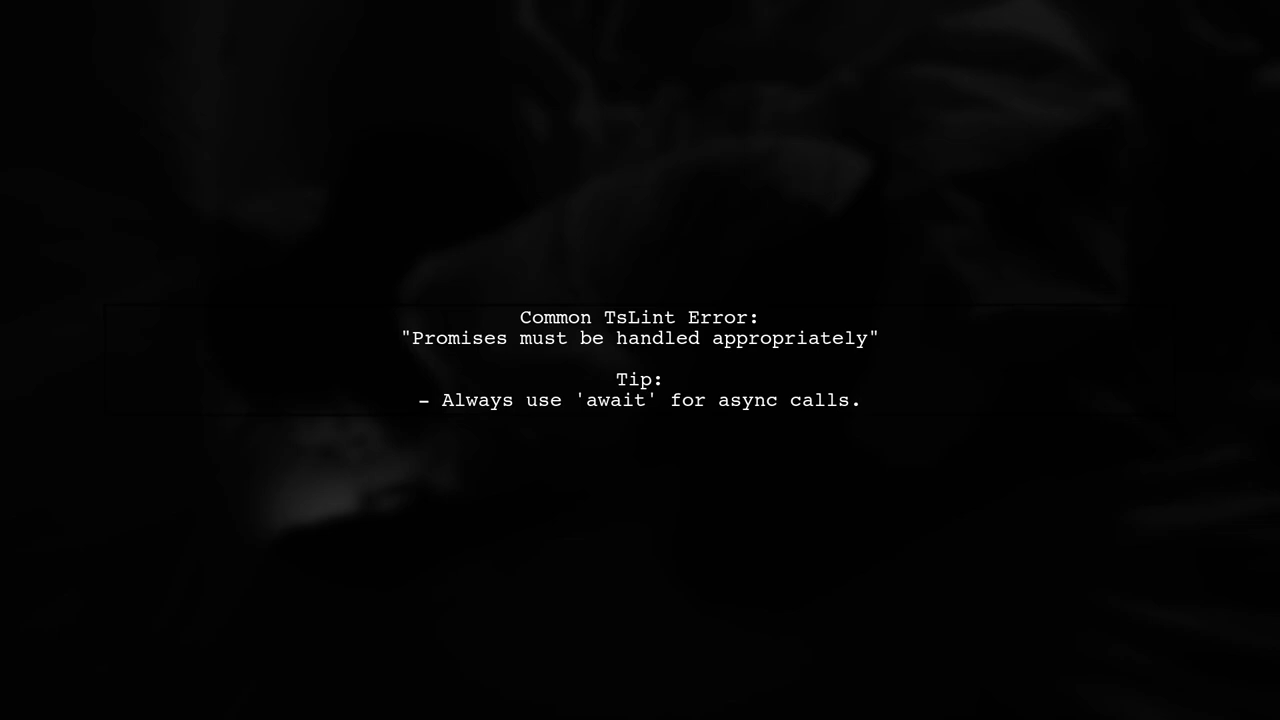 Common TsLint Error:
"Promises must be handled appropriately"
Tip:
- Always use 'await' for async calls.